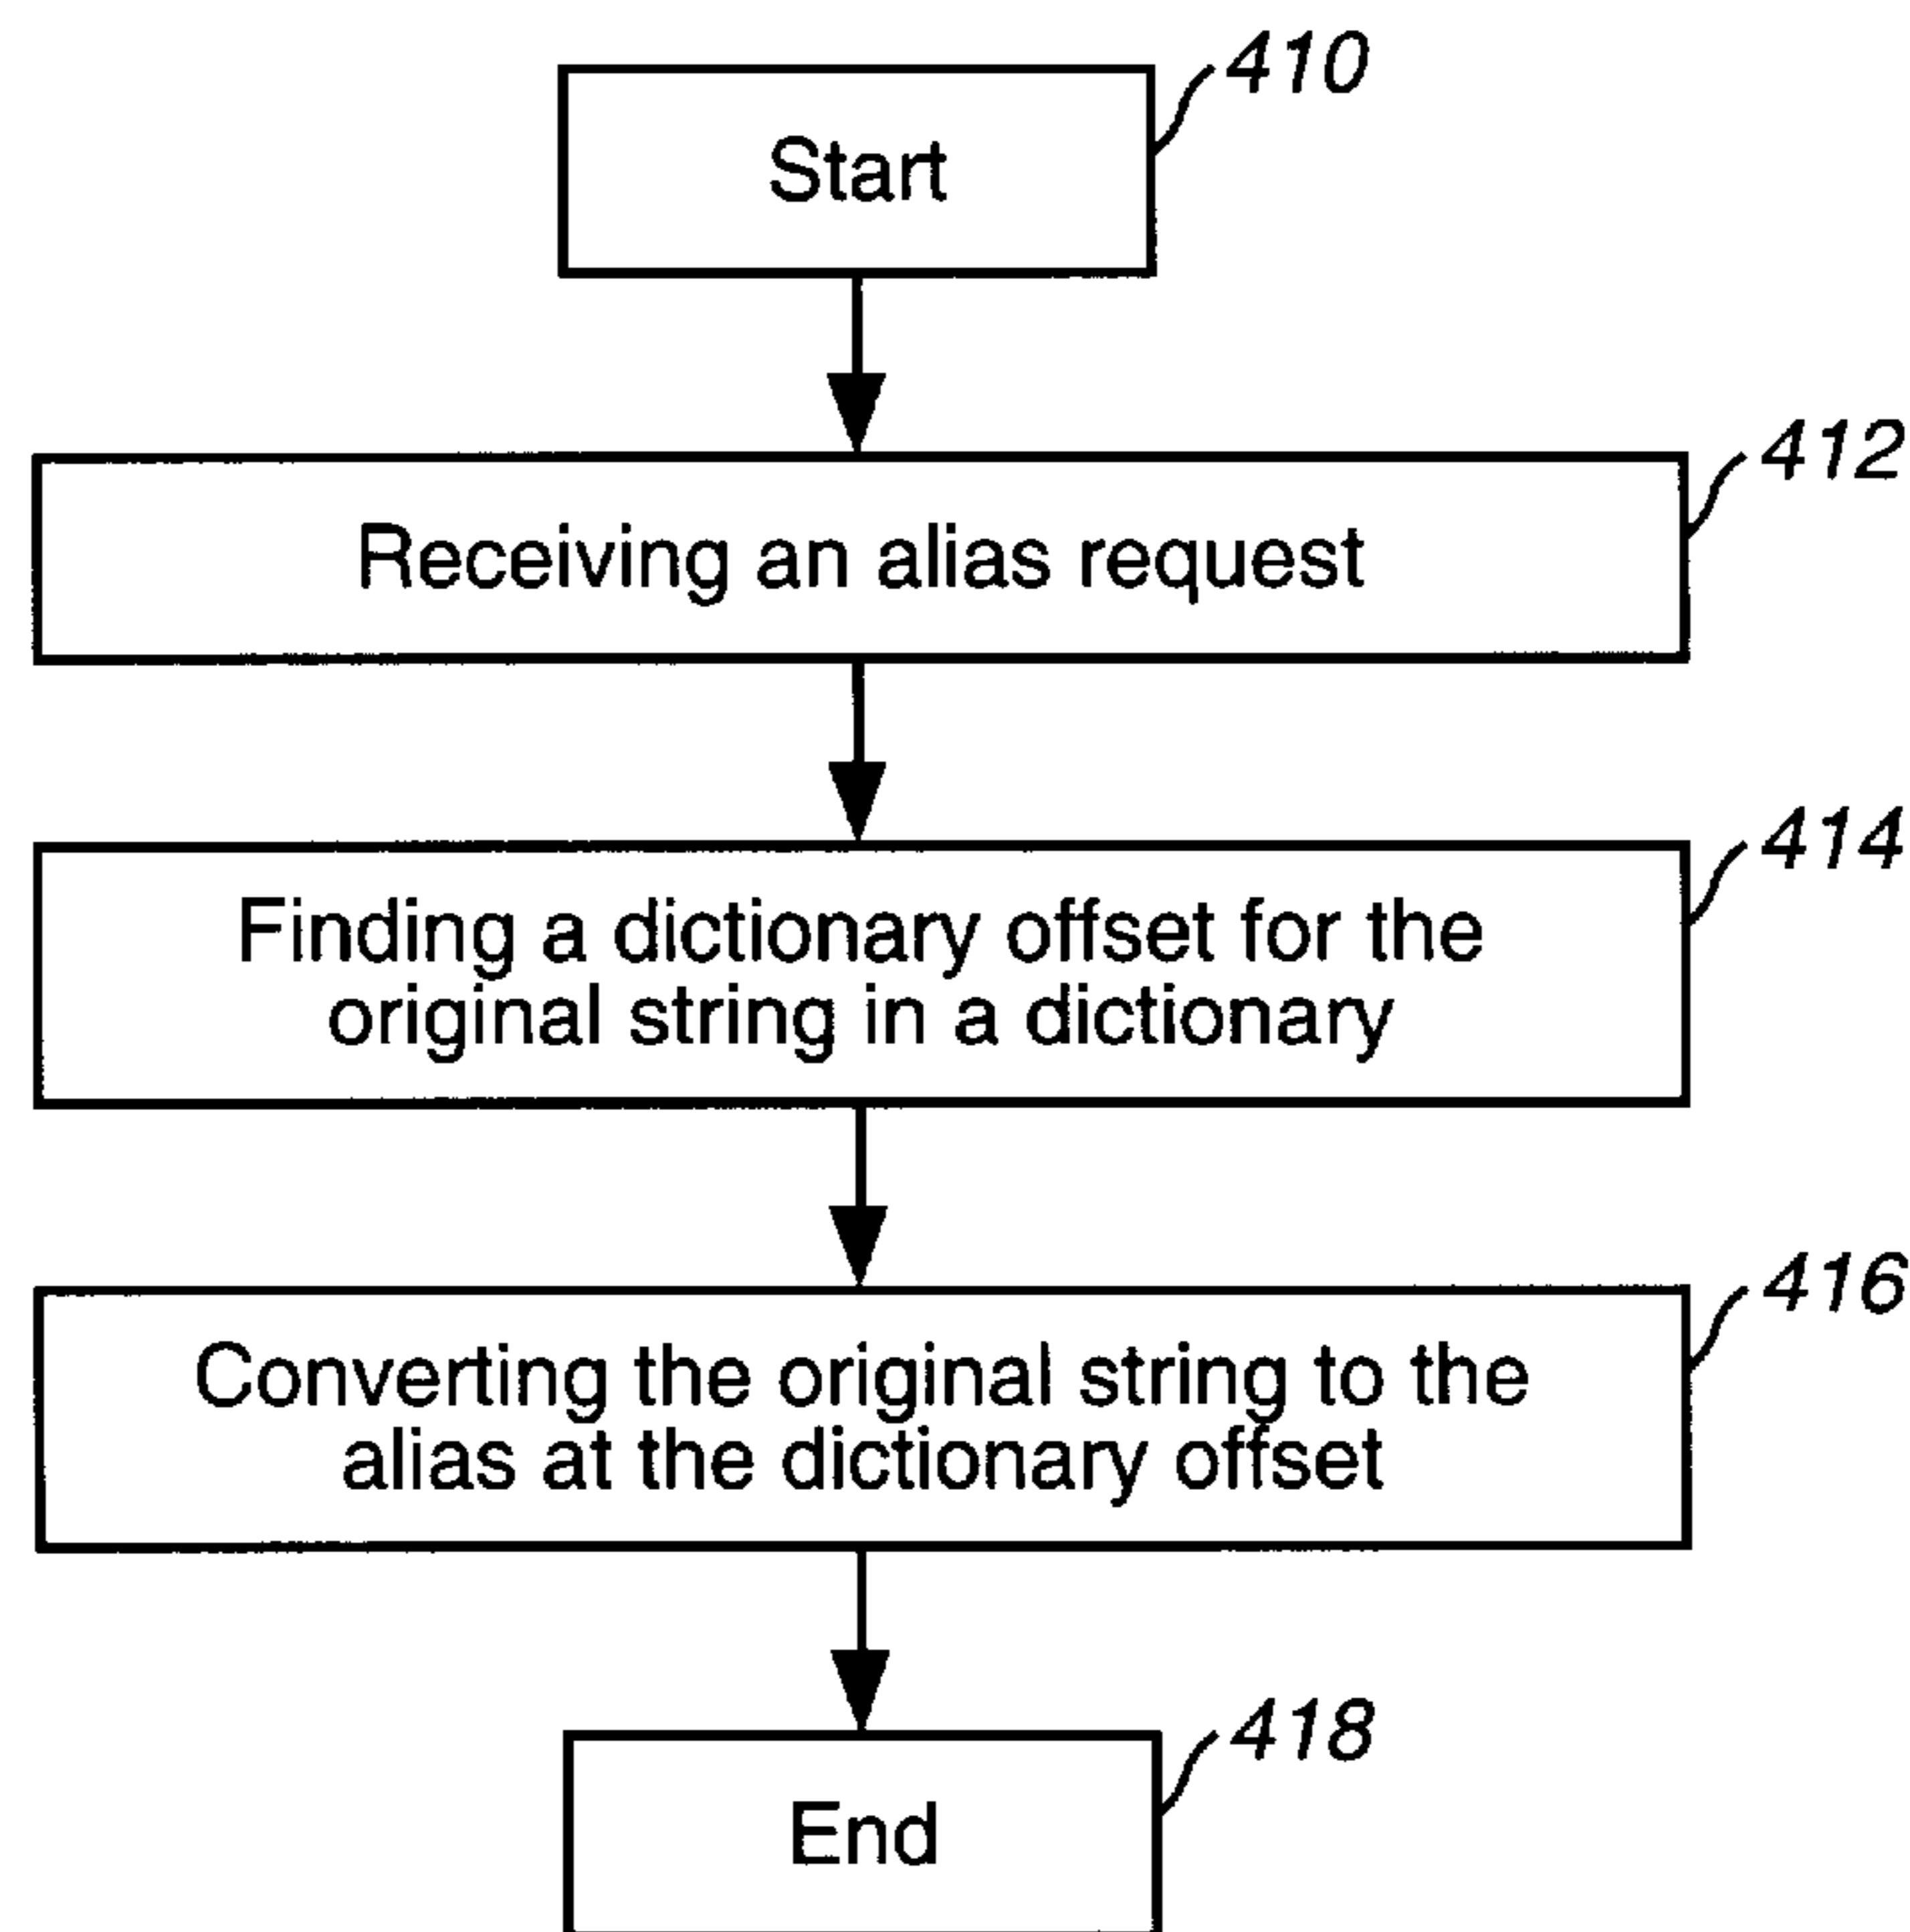 410
Start
412
Receiving an alias request
414
Finding a dictionary offset for the
original string in a dictionary
416
Converting the original string to the
alias at the dictionary offset
418
End